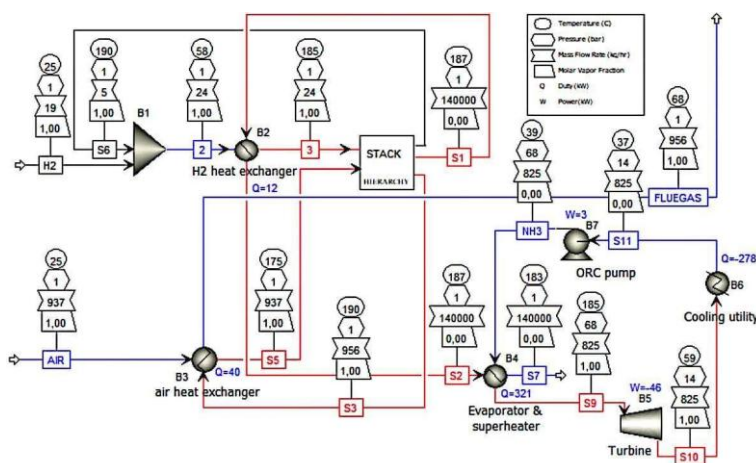 Temperature (C)
Pressure (bar)
Mass Flow Rate (kg/hr)
Molar Vapor Fraction
Q Duty (kW)
W Power(kW)
25
1
19
1,00
H2
190
1
5
1,00
S6
B1
58
1
24
1,00
2
B2
H2 heat exchanger
Q=12
185
1
24
1,00
3
STACK
HIERARCHY
187
1
140000
0,00
S1
39
68
825
0,00
NH3
W=3
B7
ORC pump
37
14
825
0,00
S11
68
1
956
1,00
FLUEGAS
Q=-278
B6
Cooling utility
25
1
937
1,00
AIR
B3
Q=40
air heat exchanger
175
1
937
1,00
S5
190
1
956
1,00
S3
187
1
140000
0,00
S2
B4
Q=321
Evaporator &
superheater
183
1
140000
0,00
S7
185
68
825
1,00
S9
W=-46
B5
Turbine
59
14
825
1,00
S10